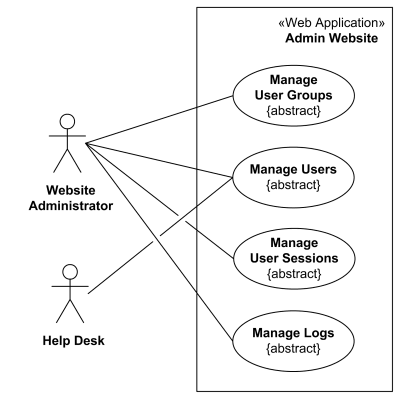 «Web Application»
Admin Website
Manage
User Groups
{abstract}
Manage Users
{abstract}
Website
Administrator
Manage
User Sessions
{abstract}
Help Desk
Manage Logs
{abstract}